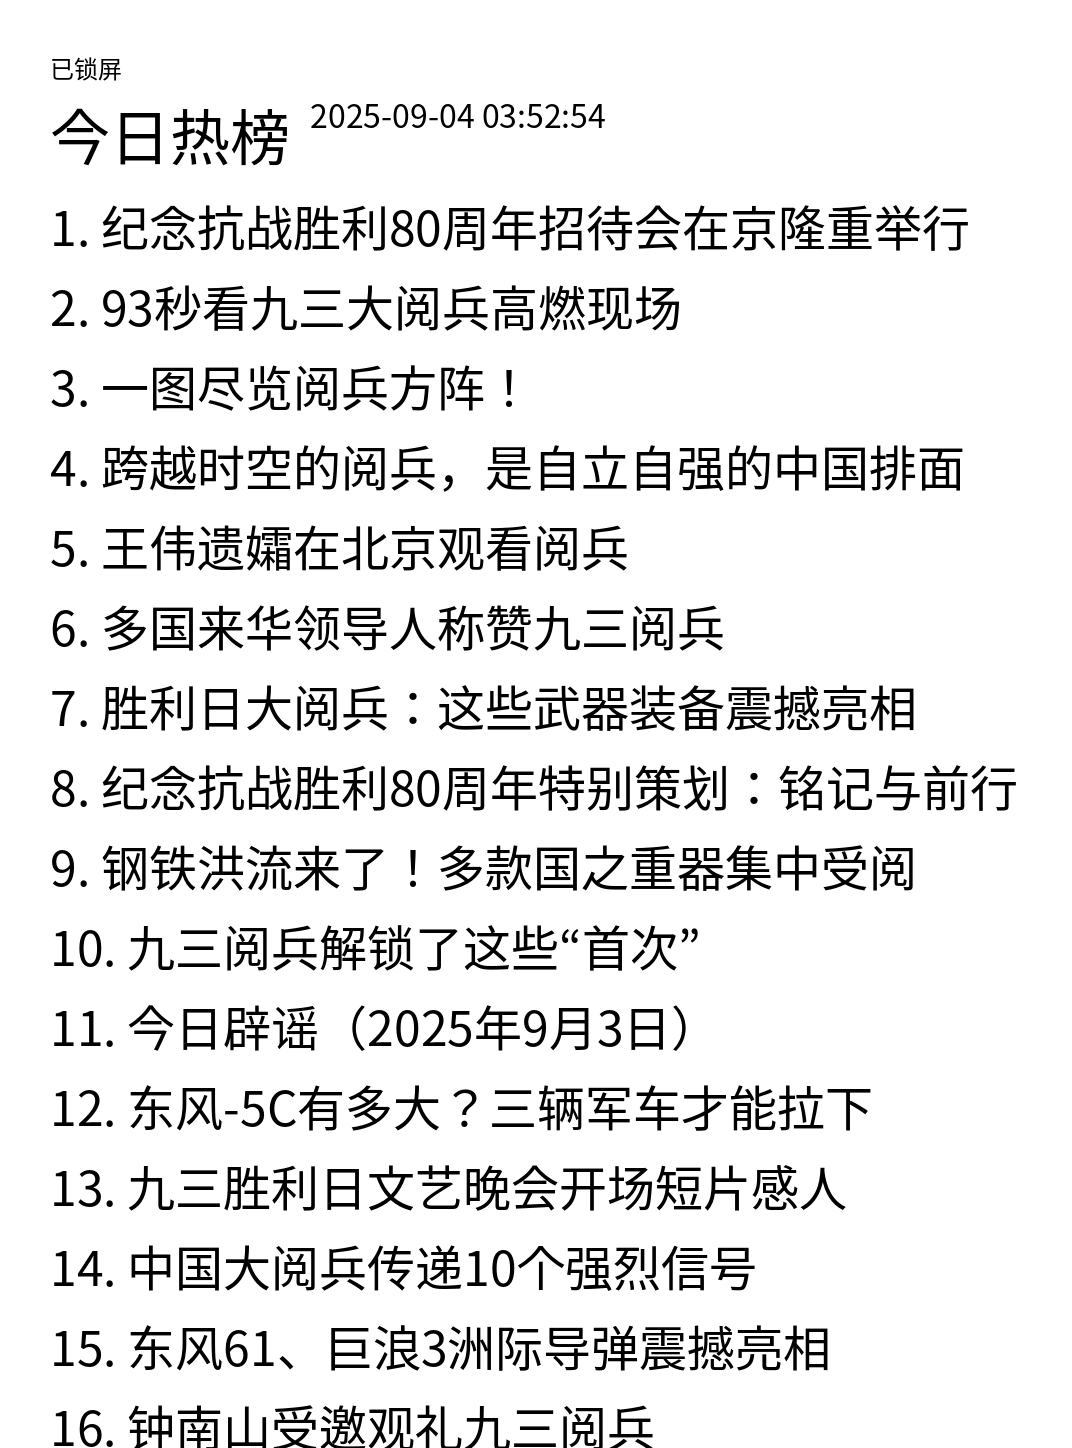 已锁屏
今日热榜 2025-09-04 03:52:54
1. 纪念抗战胜利80周年招待会在京隆重举行
2. 93秒看九三大阅兵高燃现场
3. 一图尽览阅兵方阵！
4. 跨越时空的阅兵，是自立自强的中国排面
5. 王伟遗孀在北京观看阅兵
6. 多国来华领导人称赞九三阅兵
7. 胜利日大阅兵：这些武器装备震撼亮相
8. 纪念抗战胜利80周年特别策划：铭记与前行
9. 钢铁洪流来了！多款国之重器集中受阅
10. 九三阅兵解锁了这些“首次”
11. 今日辟谣（2025年9月3日）
12. 东风-5C有多大？三辆军车才能拉下
13. 九三胜利日文艺晚会开场短片感人
14. 中国大阅兵传递10个强烈信号
15. 东风61、巨浪3洲际导弹震撼亮相
16. 钟南山受邀观礼九三阅兵